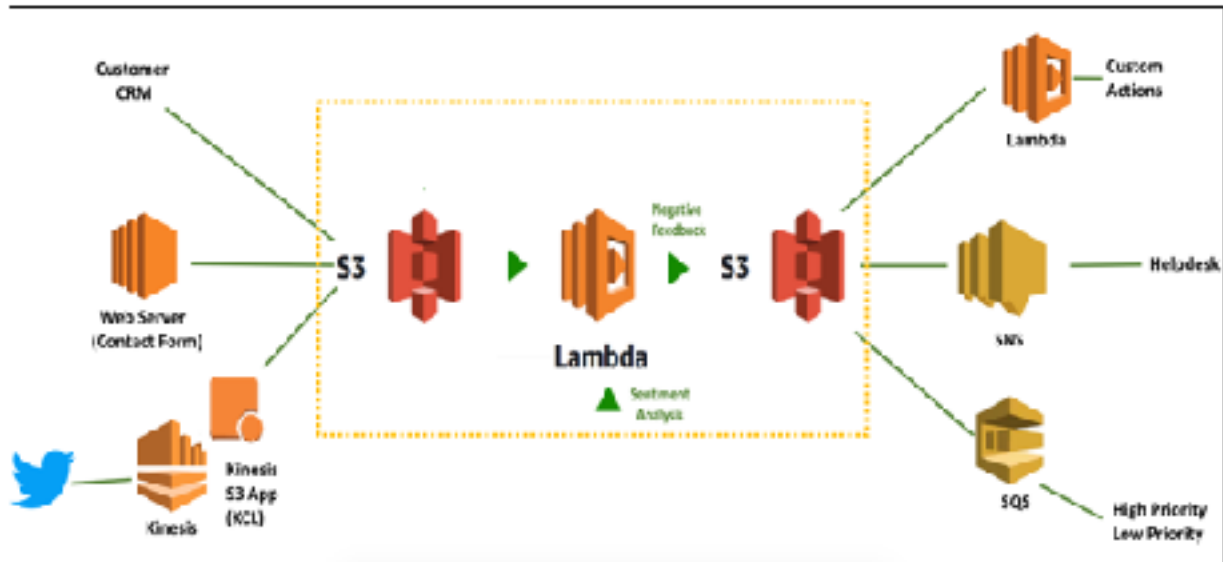 Customer
CRM
Web Server
(Contact Form)
Kinesis
Kinesis
S3 App
(KCL)
S3
Lambda
Sentiment
Analysis
Negative
Feedback
S3
Lambda
Custom
Actions
SNS
Helpdesk
SQS
High Priority
Low Priority